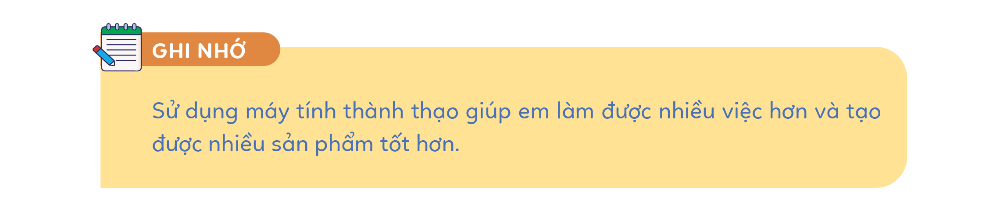 GHI NHỚ
Sử dụng máy tính thành thạo giúp em làm được nhiều việc hơn và tạo
được nhiều sản phẩm tốt hơn.